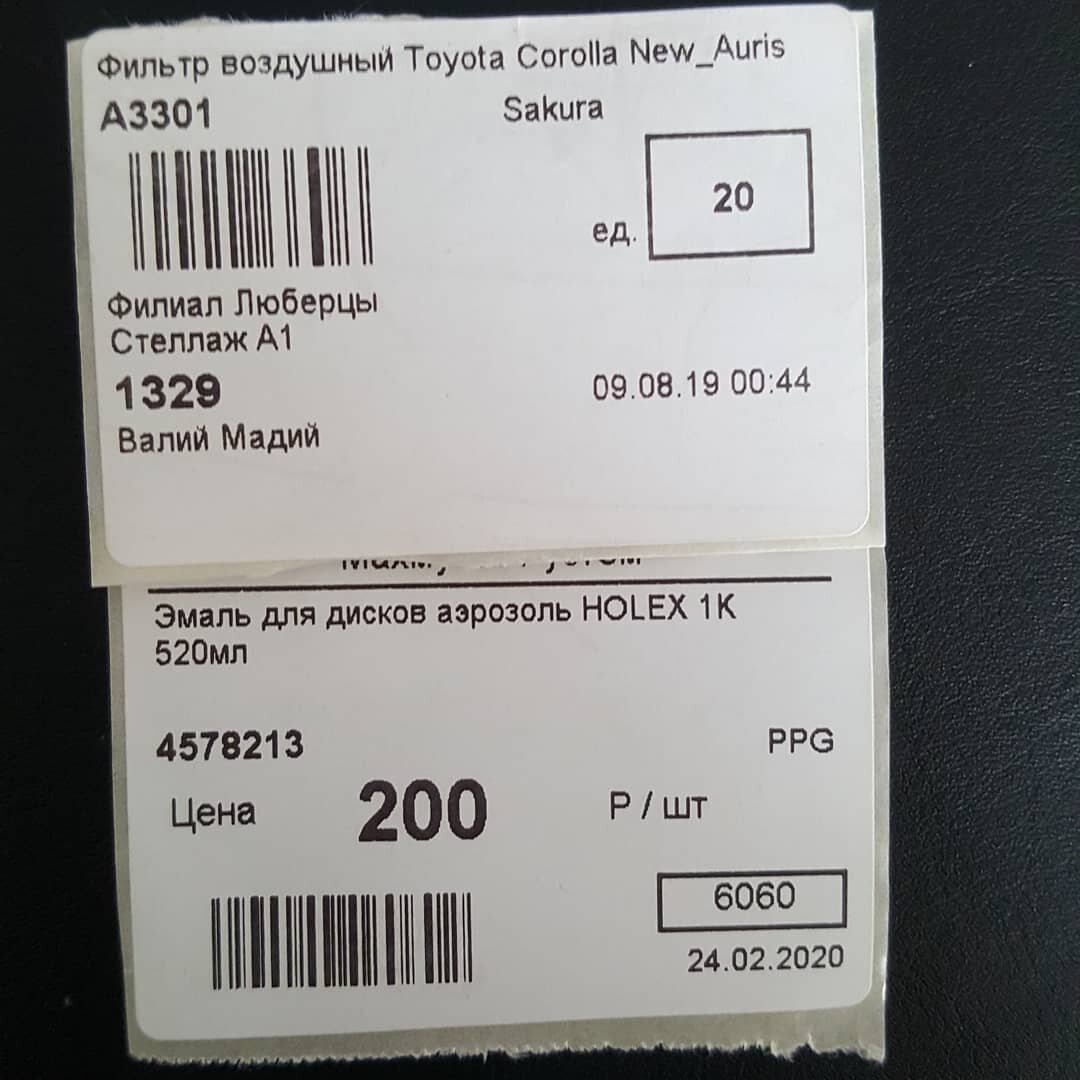 Фильтр воздушный Toyota Corolla New_Auris
A3301 Sakura
ед. 20
Филиал Люберцы
Стеллаж А1
1329 09.08.19 00:44
Валий Мадий
Эмаль для дисков аэрозоль HOLEX 1K
520мл
4578213 PPG
Цена 200 Р / шт
6060
24.02.2020